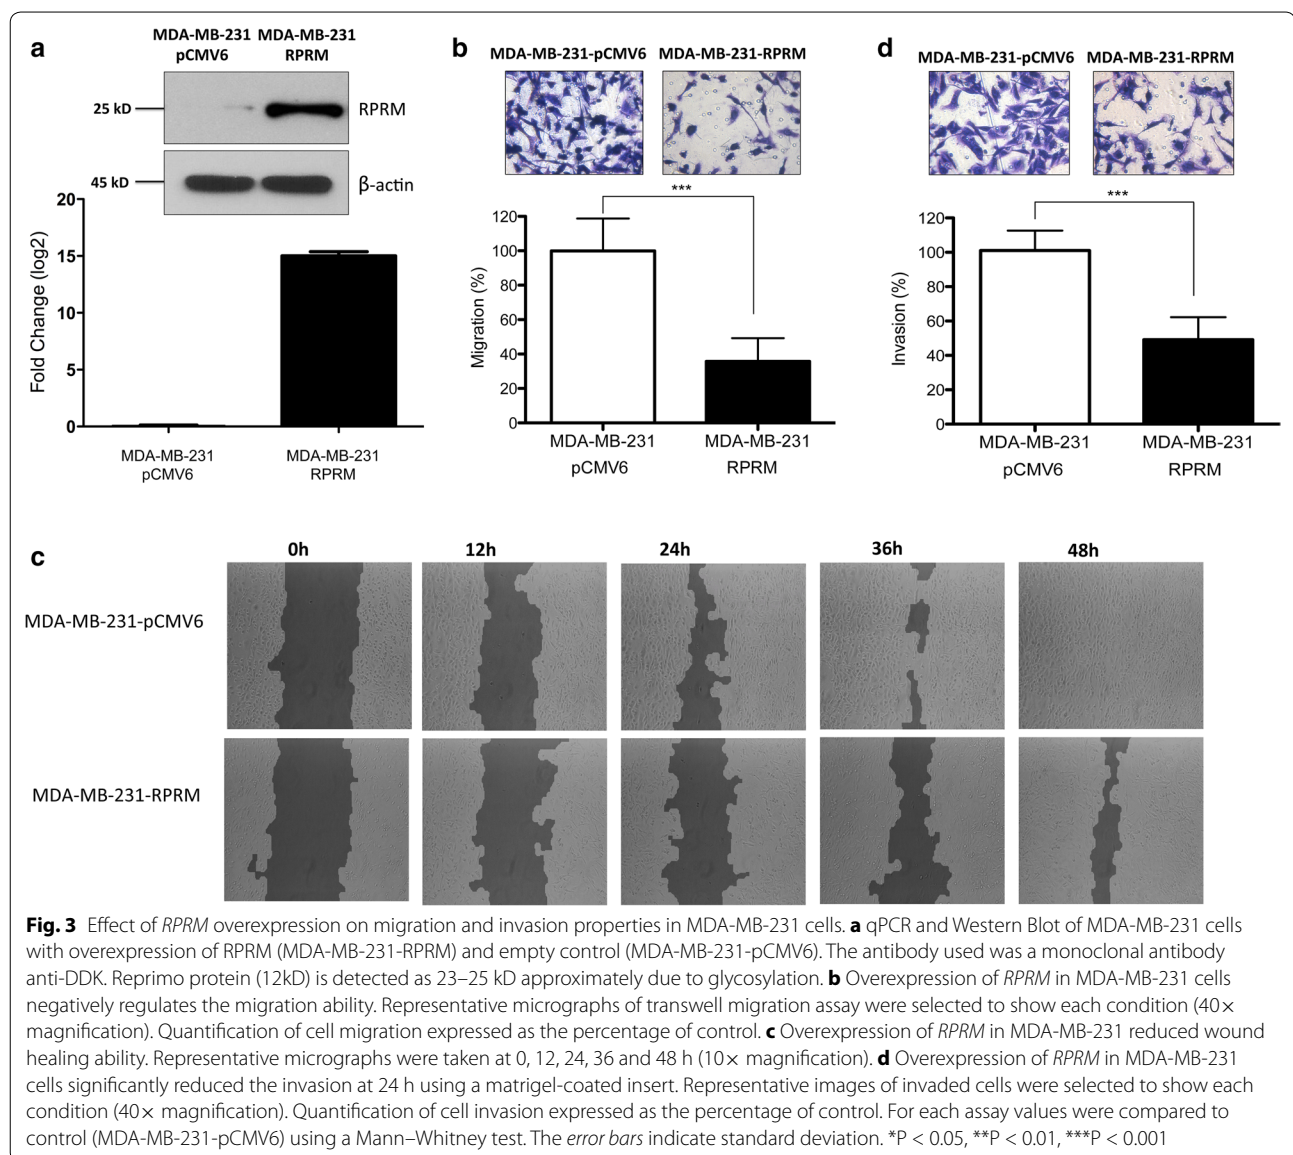 a
MDA-MB-231 MDA-MB-231
pCMV6 RPRM
25 kD
RPRM
45 kD
β-actin
Fold Change (log2)
20
15
10
5
0
MDA-MB-231
pCMV6
MDA-MB-231
RPRM
b
MDA-MB-231-pCMV6 MDA-MB-231-RPRM
***
Migration (%)
120
100
80
60
40
20
0
MDA-MB-231
pCMV6
MDA-MB-231
RPRM
d
MDA-MB-231-pCMV6 MDA-MB-231-RPRM
***
Invasion (%)
120
100
80
60
40
20
0
MDA-MB-231
pCMV6
MDA-MB-231
RPRM
c
0h 12h 24h 36h 48h
MDA-MB-231-pCMV6
MDA-MB-231-RPRM
Fig. 3 Effect of RPRM overexpression on migration and invasion properties in MDA-MB-231 cells. a qPCR and Western Blot of MDA-MB-231 cells
with overexpression of RPRM (MDA-MB-231-RPRM) and empty control (MDA-MB-231-pCMV6). The antibody used was a monoclonal antibody
anti-DDK. Reprimo protein (12kD) is detected as 23–25 kD approximately due to glycosylation. b Overexpression of RPRM in MDA-MB-231 cells
negatively regulates the migration ability. Representative micrographs of transwell migration assay were selected to show each condition (40×
magnification). Quantification of cell migration expressed as the percentage of control. c Overexpression of RPRM in MDA-MB-231 reduced wound
healing ability. Representative micrographs were taken at 0, 12, 24, 36 and 48 h (10× magnification). d Overexpression of RPRM in MDA-MB-231
cells significantly reduced the invasion at 24 h using a matrigel-coated insert. Representative images of invaded cells were selected to show each
condition (40× magnification). Quantification of cell invasion expressed as the percentage of control. For each assay values were compared to
control (MDA-MB-231-pCMV6) using a Mann–Whitney test. The error bars indicate standard deviation. *P < 0.05, **P < 0.01, ***P < 0.001